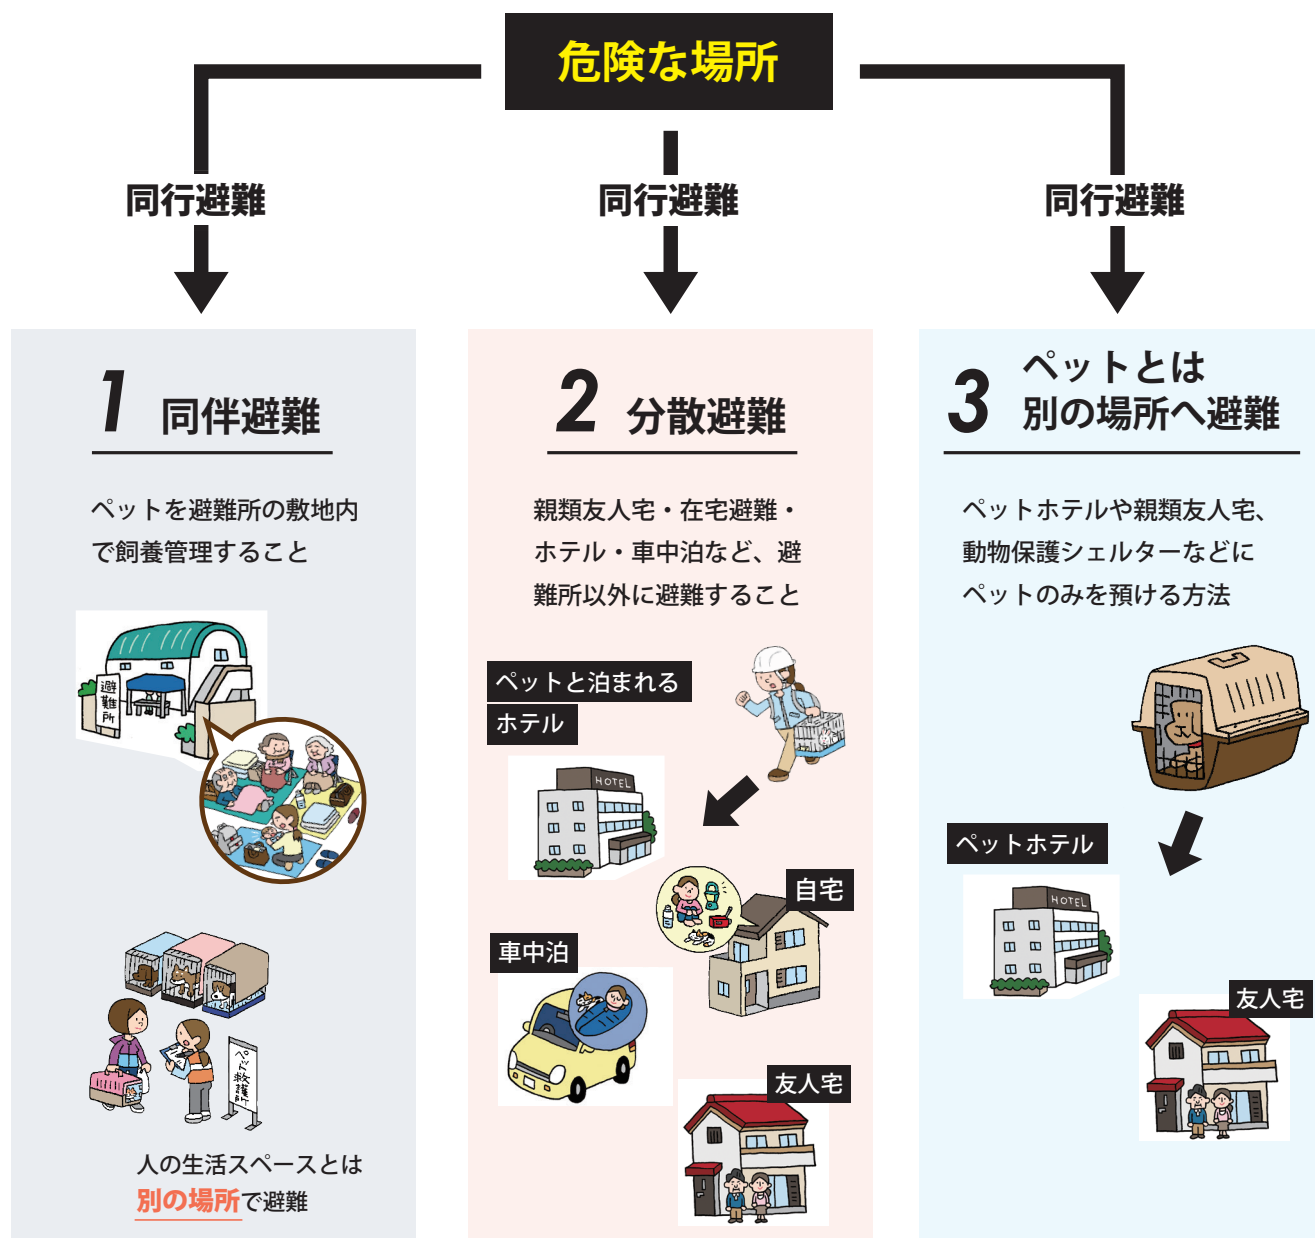 危険な場所
同行避難
同行避難
同行避難
1 同伴避難
ペットを避難所の敷地内
で飼養管理すること
避難所
ペット救護所
人の生活スペースとは
別の場所で避難
2 分散避難
親類友人宅・在宅避難・
ホテル・車中泊など、避
難所以外に避難すること
ペットと泊まれる
ホテル
HOTEL
自宅
車中泊
友人宅
3 ペットとは
別の場所へ避難
ペットホテルや親類友人宅、
動物保護シェルターなどに
ペットのみを預ける方法
ペットホテル
HOTEL
友人宅